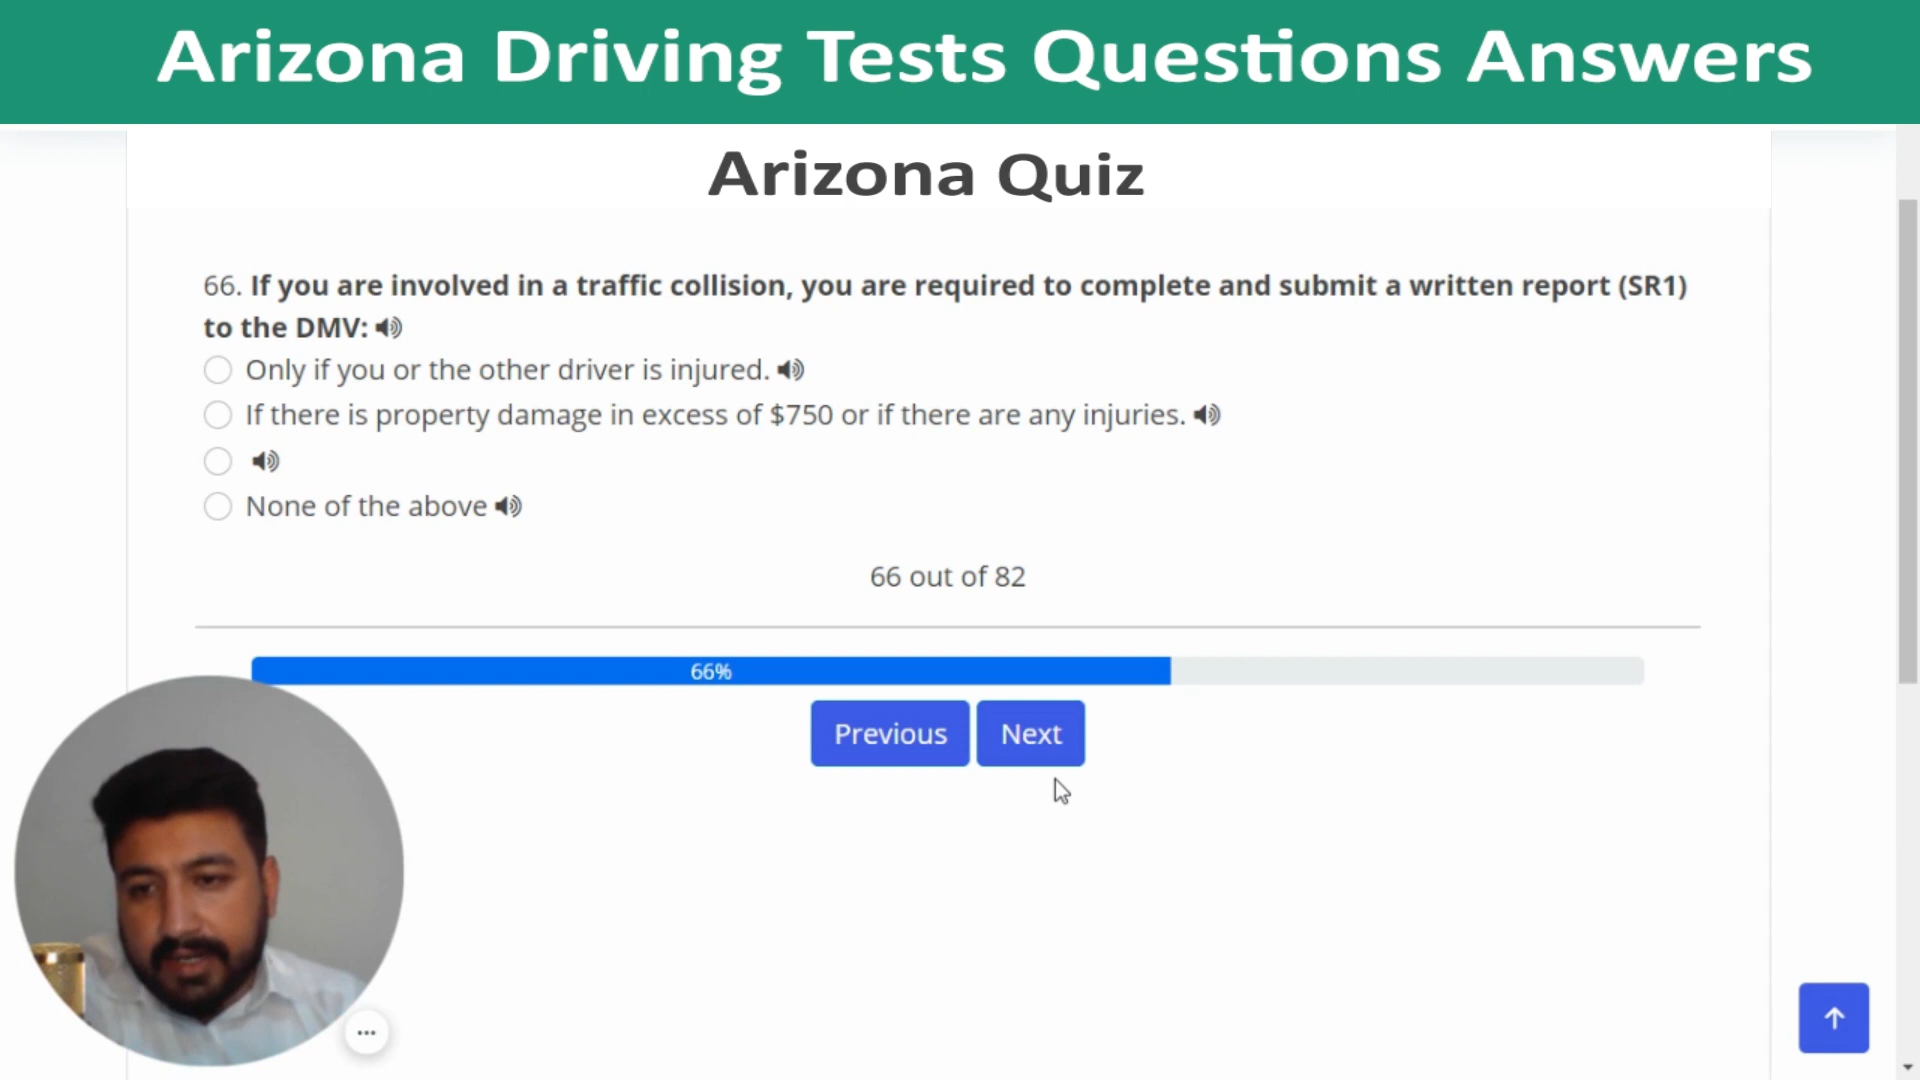 Arizona Driving Tests Questions Answers
Arizona Quiz
66. If you are involved in a traffic collision, you are required to complete and submit a written report (SR1)
to the DMV:
Only if you or the other driver is injured.
If there is property damage in excess of $750 or if there are any injuries.
None of the above
66 out of 82
66%
Previous Next